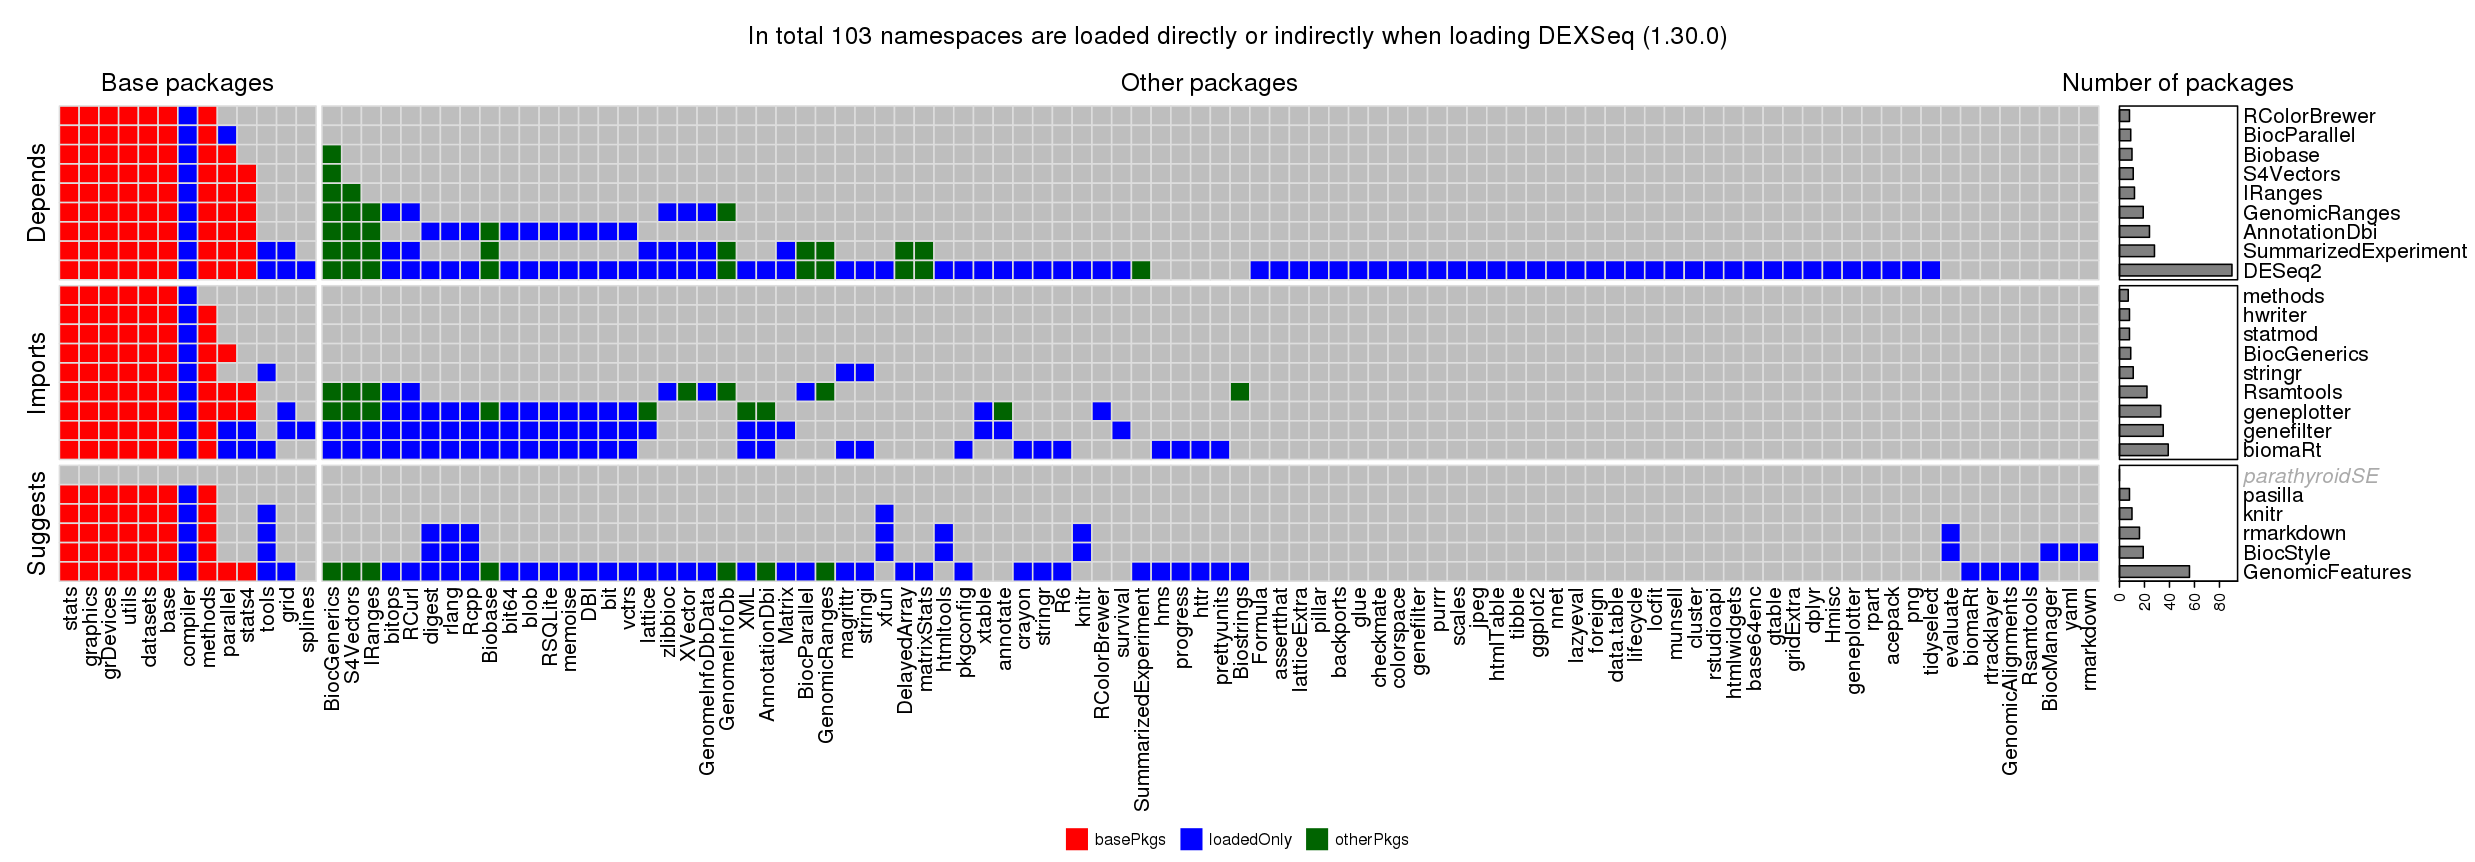 In total 103 namespaces are loaded directly or indirectly when loading DEXSeq (1.30.0)
Base packages
Other packages
Number of packages
Depends
RColorBrewer
BiocParallel
Biobase
S4Vectors
IRanges
GenomicRanges
AnnotationDbi
SummarizedExperiment
DESeq2
Imports
methods
hwriter
statmod
BiocGenerics
stringr
Rsamtools
geneplotter
genefilter
biomaRt
Suggests
parathyroidSE
pasilla
knitr
rmarkdown
BiocStyle
GenomicFeatures
stats
graphics
grDevices
utils
datasets
base
compiler
methods
parallel
stats4
tools
grid
splines
BiocGenerics
S4Vectors
IRanges
bitops
RCurl
digest
rlang
Rcpp
Biobase
bit64
blob
RSQLite
memoise
DBI
bit
vctrs
lattice
zlibbioc
XVector
GenomeInfoDbData
GenomeInfoDb
XML
AnnotationDbi
Matrix
BiocParallel
GenomicRanges
magrittr
stringi
xfun
DelayedArray
matrixStats
htmltools
pkgconfig
xtable
annotate
crayon
stringr
R6
knitr
RColorBrewer
survival
SummarizedExperiment
hms
progress
httr
prettyunits
Biostrings
Formula
assertthat
latticeExtra
pillar
backports
glue
checkmate
colorspace
genefilter
purrr
scales
jpeg
htmlTable
tibble
ggplot2
nnet
lazyeval
foreign
data.table
lifecycle
locfit
munsell
cluster
rstudioapi
htmlwidgets
base64enc
gtable
gridExtra
dplyr
Hmisc
geneplotter
rpart
acepack
png
tidyselect
evaluate
biomaRt
rtracklayer
GenomicAlignments
Rsamtools
BiocManager
yaml
rmarkdown
0
20
40
60
80
basePkgs
loadedOnly
otherPkgs